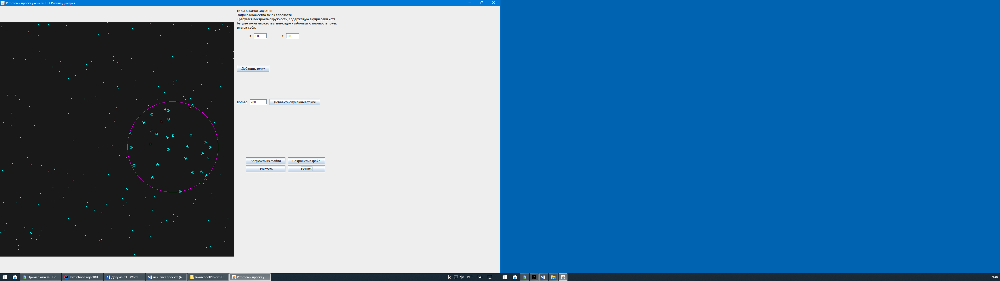 Итоговый проект ученика 10-1 Ривина Дмитрия
ПОСТАНОВКА ЗАДАЧИ:
Задано множество точек плоскости.
Требуется построить окружность, содержащую внутри себя хотя
бы две точки множества, имеющую наибольшую плотность точек
внутри себя.
X 0.0 Y 0.0
Добавить точку
Кол-во 200 Добавить случайные точки
Загрузить из файла Сохранить в файл
Очистить Решить
Пример отчета - Go... JavaschoolProjectRD... Документ1 - Word чек-лист проекта (4... JavaschoolProjectRD Итоговый проект у... РУС 9:48 9:48